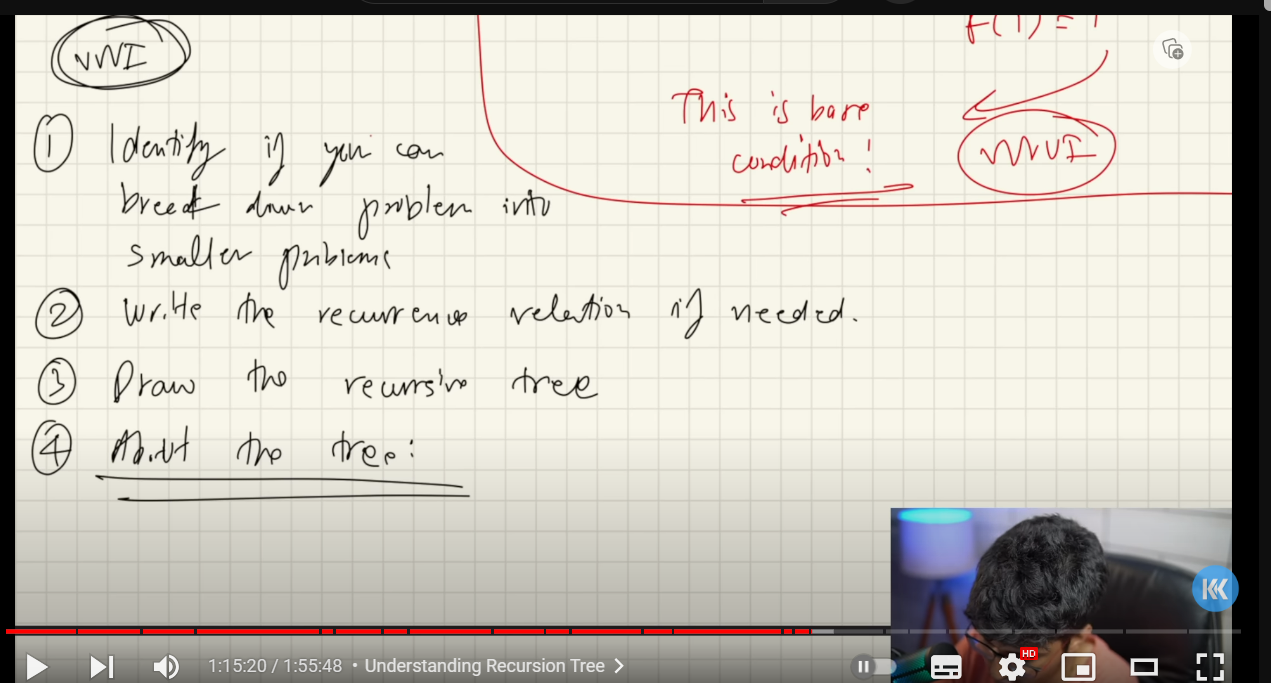 VVVI
F(1) = 1
This is base
condition!
VVVVI
1 Identify if you can
break down problem into
smaller problems
2 Write the recurrence relation if needed.
3 Draw the recursive tree
4 About the tree:
HD
1:15:20 / 1:55:48 • Understanding Recursion Tree